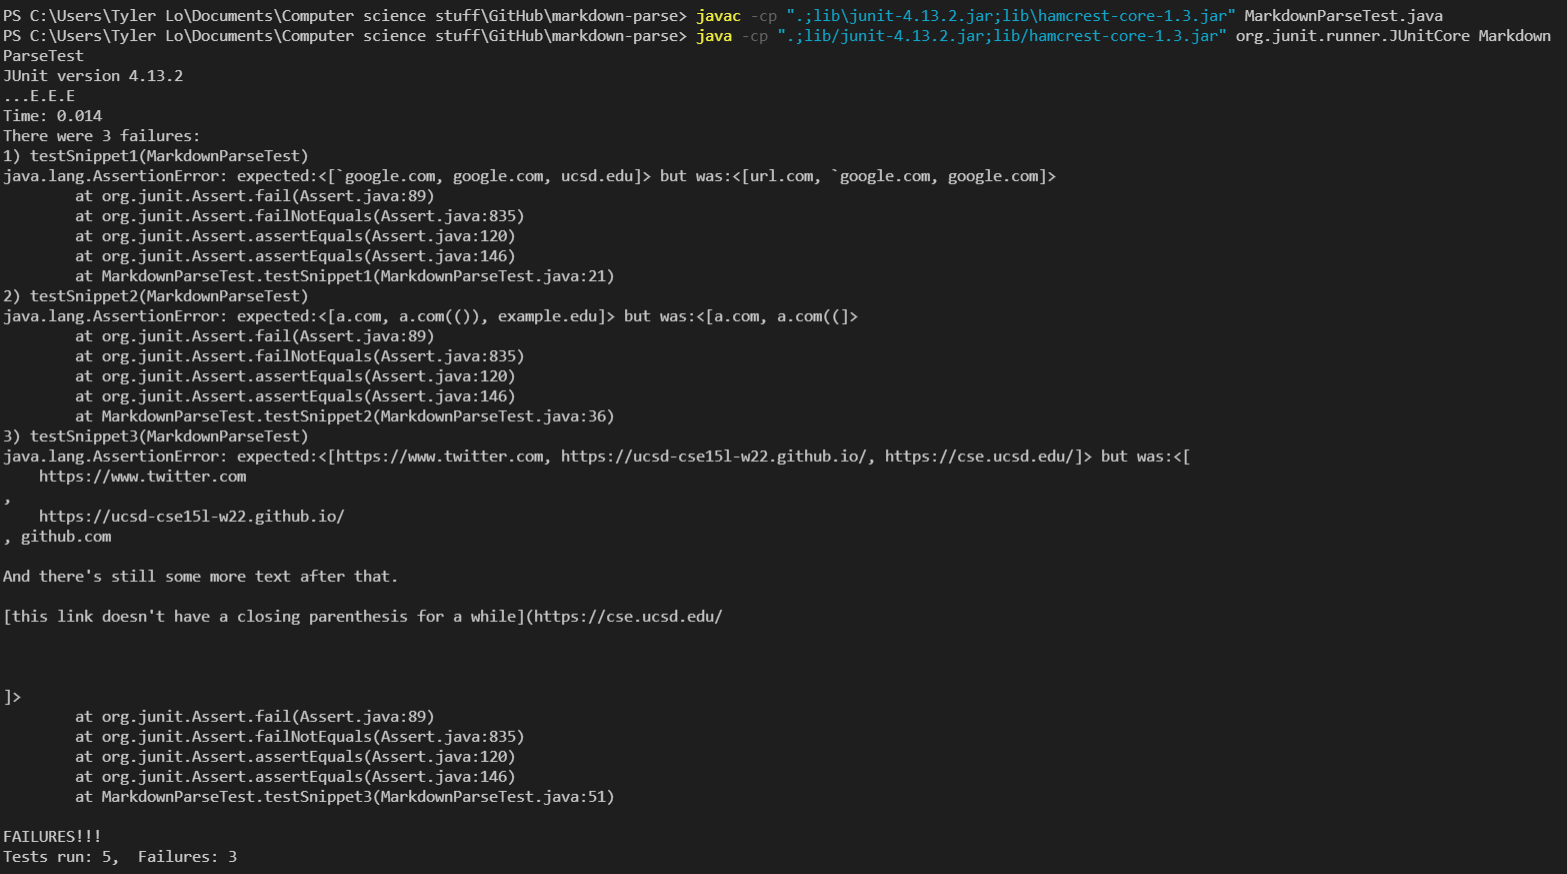 PS C:\Users\Tyler Lo\Documents\Computer science stuff\GitHub\markdown-parse> javac -cp ".;lib\junit-4.13.2.jar;lib\hamcrest-core-1.3.jar" MarkdownParseTest.java
PS C:\Users\Tyler Lo\Documents\Computer science stuff\GitHub\markdown-parse> java -cp ".;lib/junit-4.13.2.jar;lib/hamcrest-core-1.3.jar" org.junit.runner.JUnitCore Markdown
ParseTest
JUnit version 4.13.2
...E.E.E
Time: 0.014
There were 3 failures:
1) testSnippet1(MarkdownParseTest)
java.lang.AssertionError: expected:<[`google.com, google.com, ucsd.edu]> but was:<[url.com, `google.com, google.com]>
        at org.junit.Assert.fail(Assert.java:89)
        at org.junit.Assert.failNotEquals(Assert.java:835)
        at org.junit.Assert.assertEquals(Assert.java:120)
        at org.junit.Assert.assertEquals(Assert.java:146)
        at MarkdownParseTest.testSnippet1(MarkdownParseTest.java:21)
2) testSnippet2(MarkdownParseTest)
java.lang.AssertionError: expected:<[a.com, a.com(()), example.edu]> but was:<[a.com, a.com((]>
        at org.junit.Assert.fail(Assert.java:89)
        at org.junit.Assert.failNotEquals(Assert.java:835)
        at org.junit.Assert.assertEquals(Assert.java:120)
        at org.junit.Assert.assertEquals(Assert.java:146)
        at MarkdownParseTest.testSnippet2(MarkdownParseTest.java:36)
3) testSnippet3(MarkdownParseTest)
java.lang.AssertionError: expected:<[https://www.twitter.com, https://ucsd-cse15l-w22.github.io/, https://cse.ucsd.edu/]> but was:<[
    https://www.twitter.com
,
    https://ucsd-cse15l-w22.github.io/
, github.com

And there's still some more text after that.

[this link doesn't have a closing parenthesis for a while](https://cse.ucsd.edu/



]>
        at org.junit.Assert.fail(Assert.java:89)
        at org.junit.Assert.failNotEquals(Assert.java:835)
        at org.junit.Assert.assertEquals(Assert.java:120)
        at org.junit.Assert.assertEquals(Assert.java:146)
        at MarkdownParseTest.testSnippet3(MarkdownParseTest.java:51)

FAILURES!!!
Tests run: 5,  Failures: 3